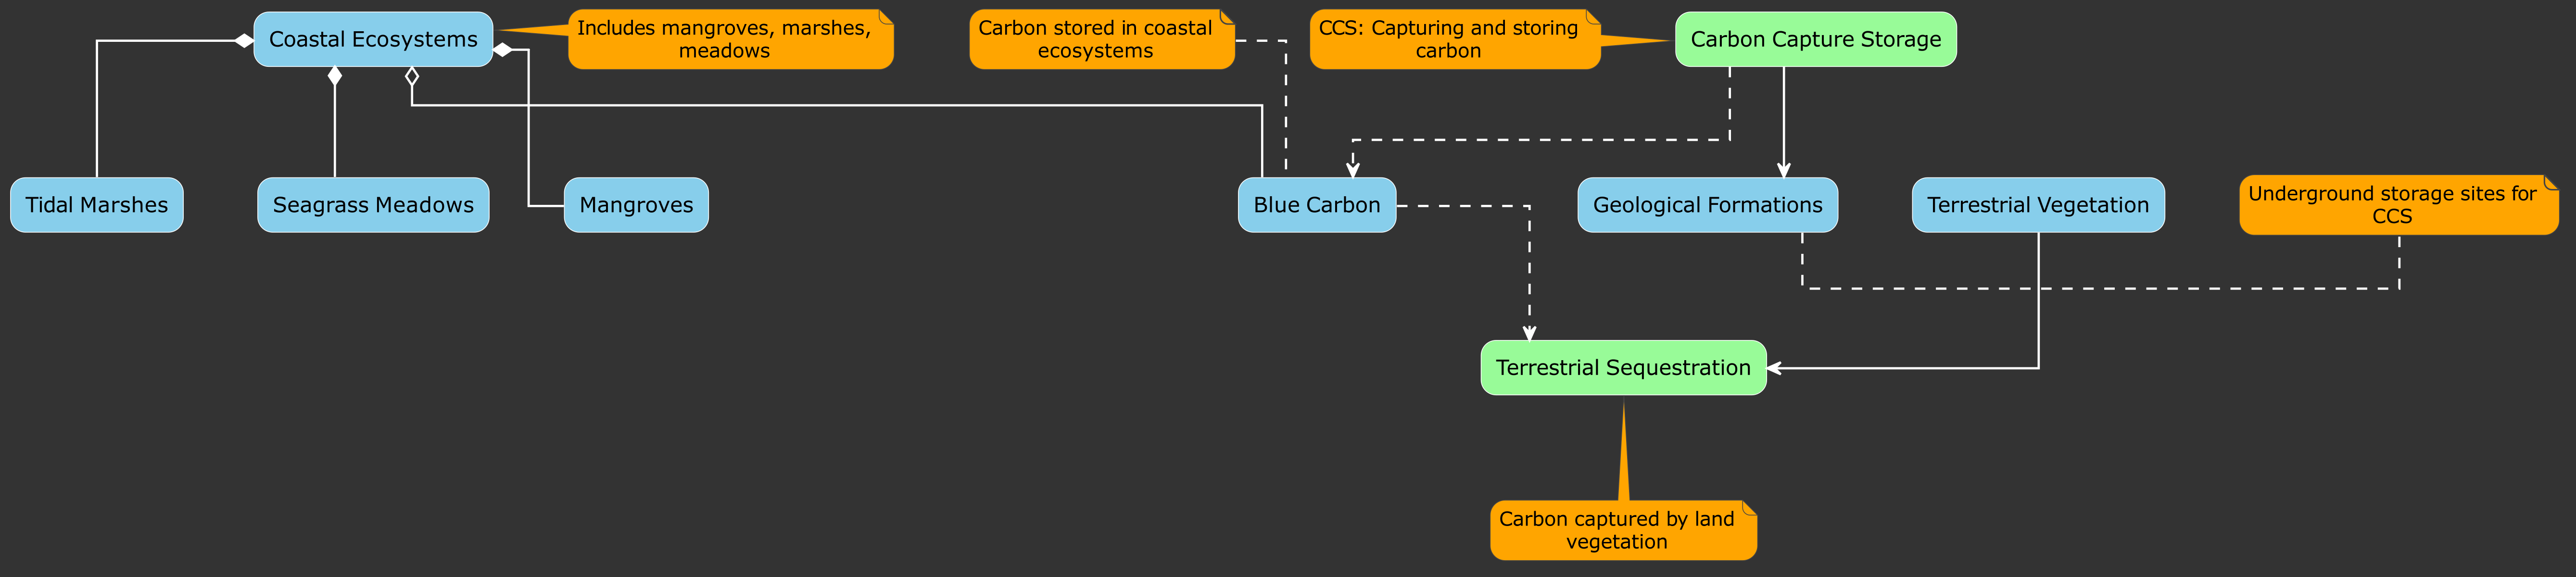 Coastal Ecosystems
Includes mangroves, marshes,
meadows
Carbon stored in coastal
ecosystems
CCS: Capturing and storing
carbon
Carbon Capture Storage
Tidal Marshes
Seagrass Meadows
Mangroves
Blue Carbon
Geological Formations
Terrestrial Vegetation
Underground storage sites for
CCS
Terrestrial Sequestration
Carbon captured by land
vegetation